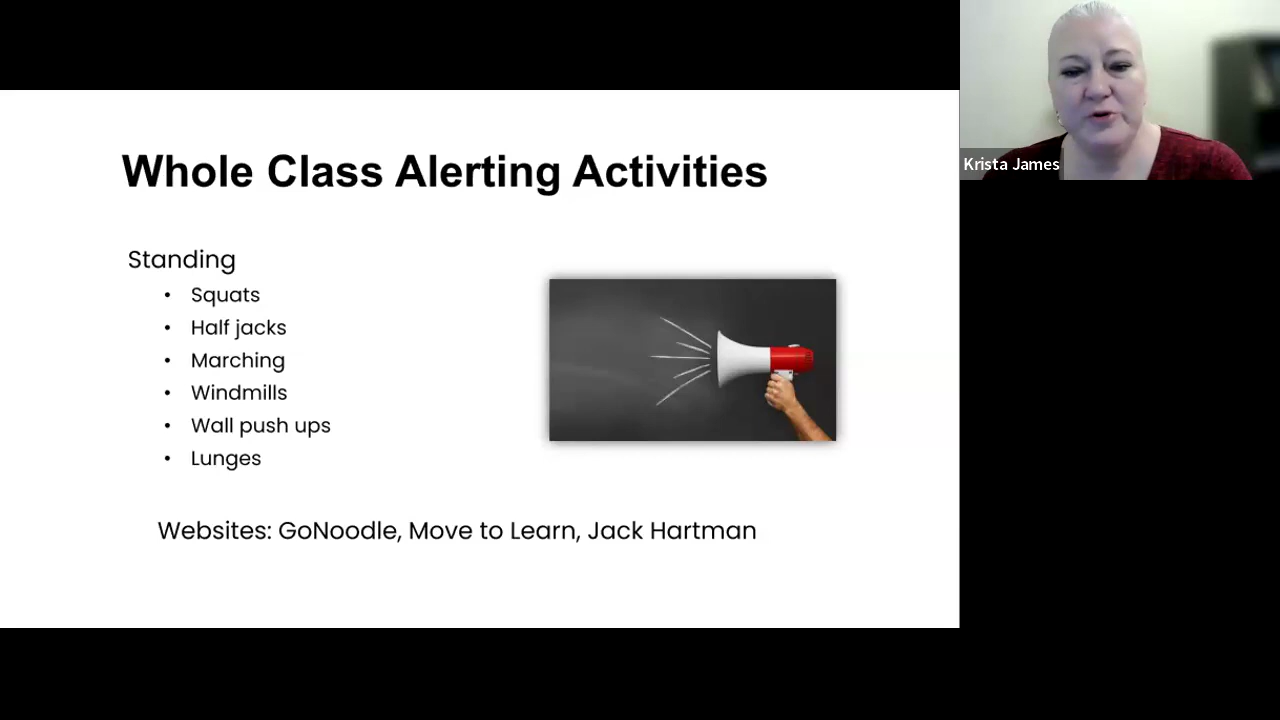 Whole Class Alerting Activities
Standing
• Squats
• Half jacks
• Marching
• Windmills
• Wall push ups
• Lunges
Websites: GoNoodle, Move to Learn, Jack Hartman
Krista James